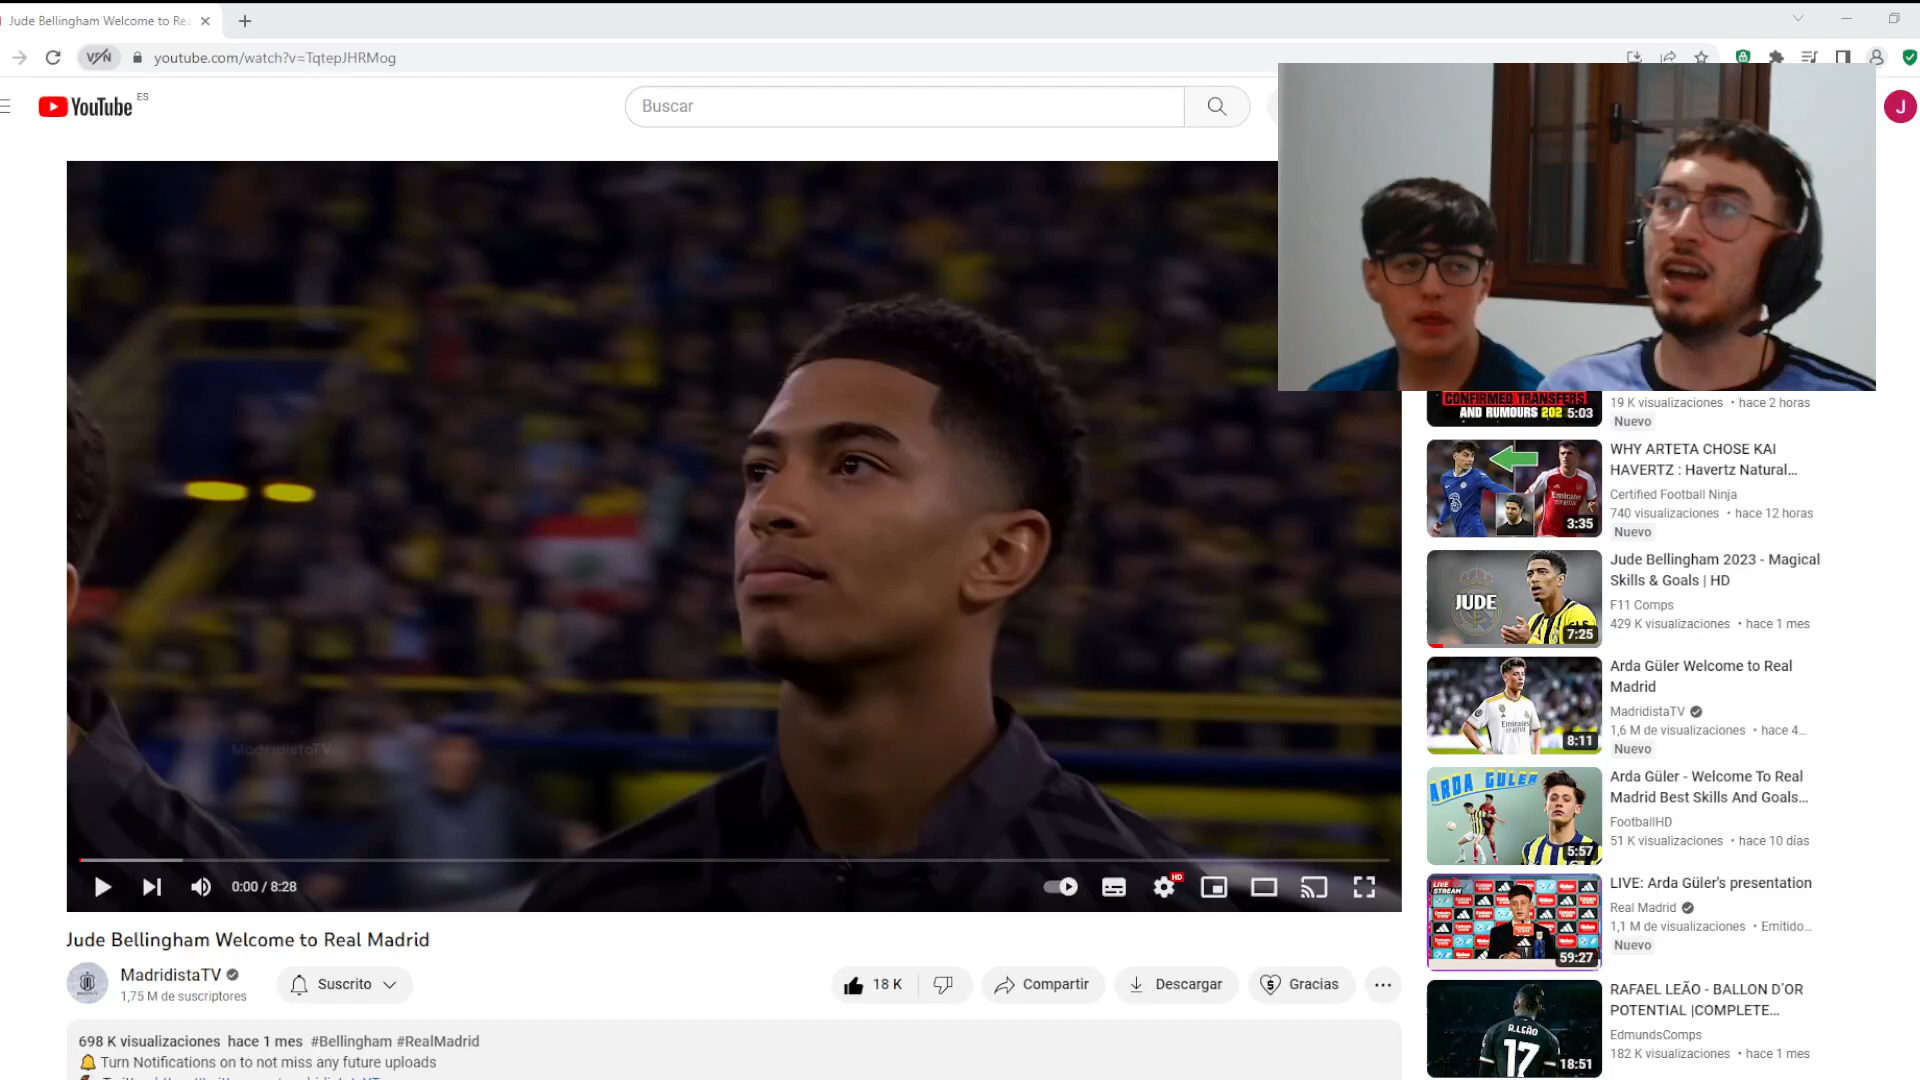 Jude Bellingham Welcome to Rea
VPN
youtube.com/watch?v=TqtepJHRMog
YouTube
ES
Buscar
J
MadridistaTV
0:00 / 8:28
HD
Jude Bellingham Welcome to Real Madrid
MadridistaTV
1,75 M de suscriptores
Suscrito
18 K
Compartir
Descargar
Gracias
698 K visualizaciones hace 1 mes #Bellingham #RealMadrid
Turn Notifications on to not miss any future uploads
CONFIRMED TRANSFERS
AND RUMOURS 202
5:03
19 K visualizaciones • hace 2 horas
Nuevo
3:35
WHY ARTETA CHOSE KAI
HAVERTZ : Havertz Natural...
Certified Football Ninja
740 visualizaciones • hace 12 horas
Nuevo
JUDE
7:25
Jude Bellingham 2023 - Magical
Skills & Goals | HD
F11 Comps
429 K visualizaciones • hace 1 mes
8:11
Arda Güler Welcome to Real
Madrid
MadridistaTV
1,6 M de visualizaciones • hace 4...
Nuevo
ARDA GÜLER
5:57
Arda Güler - Welcome To Real
Madrid Best Skills And Goals...
FootballHD
51 K visualizaciones • hace 10 días
LIVE
STREAM
59:27
LIVE: Arda Güler's presentation
Real Madrid
1,1 M de visualizaciones • Emitido...
Nuevo
R.LEÃO
17
18:51
RAFAEL LEÃO - BALLON D'OR
POTENTIAL |COMPLETE...
EdmundsComps
182 K visualizaciones • hace 1 mes